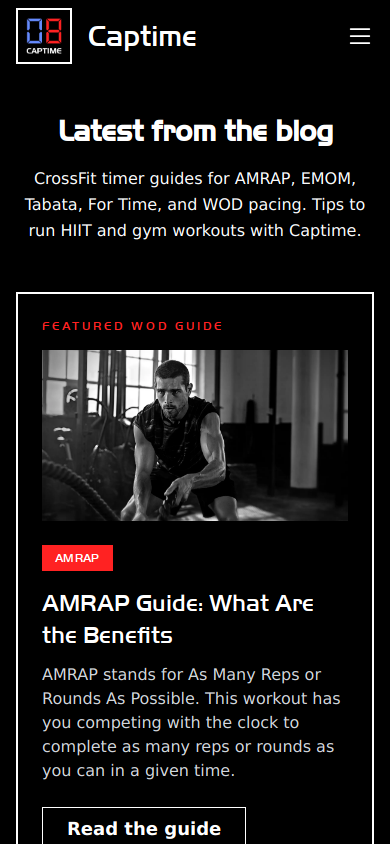 08
CAPTIME
Captime
Latest from the blog
CrossFit timer guides for AMRAP, EMOM,
Tabata, For Time, and WOD pacing. Tips to
run HIIT and gym workouts with Captime.
FEATURED WOD GUIDE
AMRAP
AMRAP Guide: What Are
the Benefits
AMRAP stands for As Many Reps or
Rounds As Possible. This workout has
you competing with the clock to
complete as many reps or rounds as
you can in a given time.
Read the guide